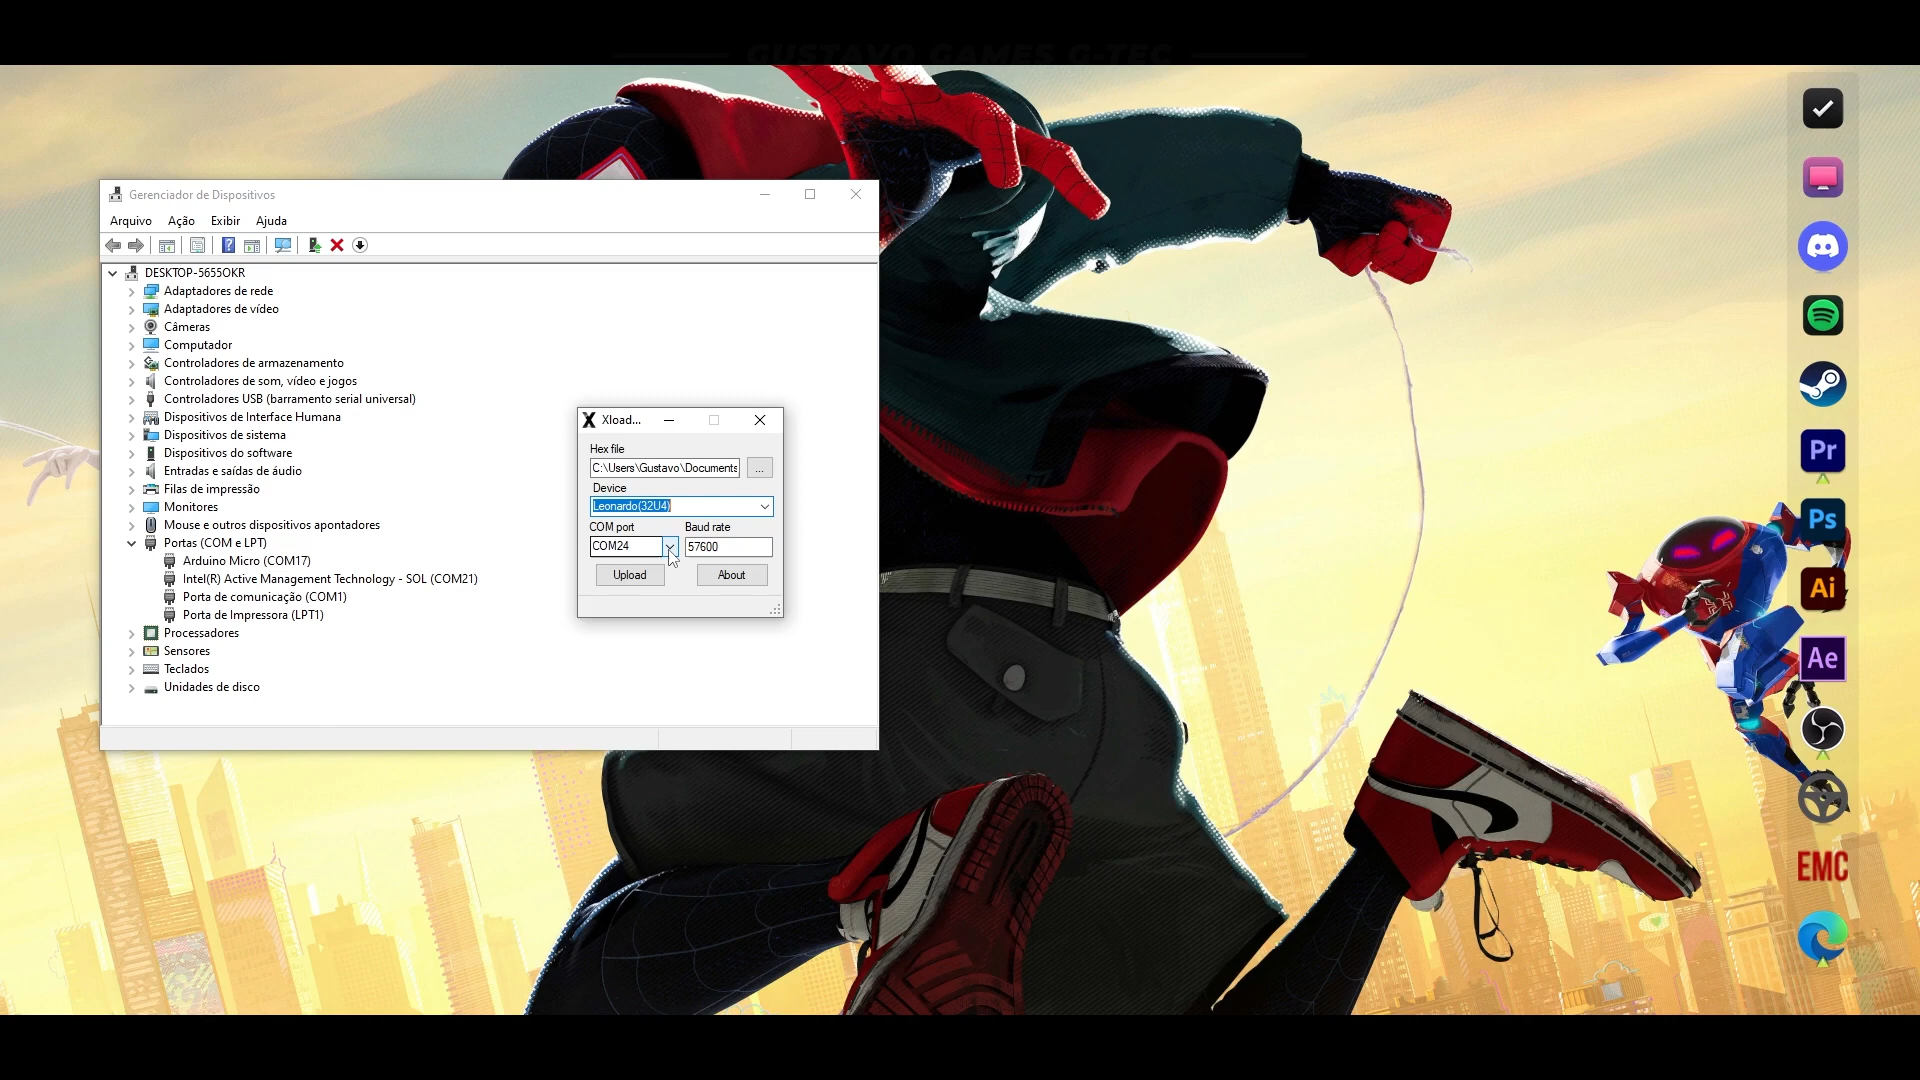 GUSTAVO GAMES G-TEC
Gerenciador de Dispositivos
Arquivo Ação Exibir Ajuda
DESKTOP-5655OKR
Adaptadores de rede
Adaptadores de vídeo
Câmeras
Computador
Controladores de armazenamento
Controladores de som, vídeo e jogos
Controladores USB (barramento serial universal)
Dispositivos de Interface Humana
Dispositivos de sistema
Dispositivos do software
Entradas e saídas de áudio
Filas de impressão
Monitores
Mouse e outros dispositivos apontadores
Portas (COM e LPT)
Arduino Micro (COM17)
Intel(R) Active Management Technology - SOL (COM21)
Porta de comunicação (COM1)
Porta de Impressora (LPT1)
Processadores
Sensores
Teclados
Unidades de disco
X Xload...
Hex file
C:\Users\Gustavo\Documents
...
Device
Leonardo(32U4)
COM port Baud rate
COM24 57600
Upload About
Pr
Ps
Ai
Ae
EMC